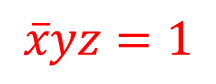 x̄yz = 1